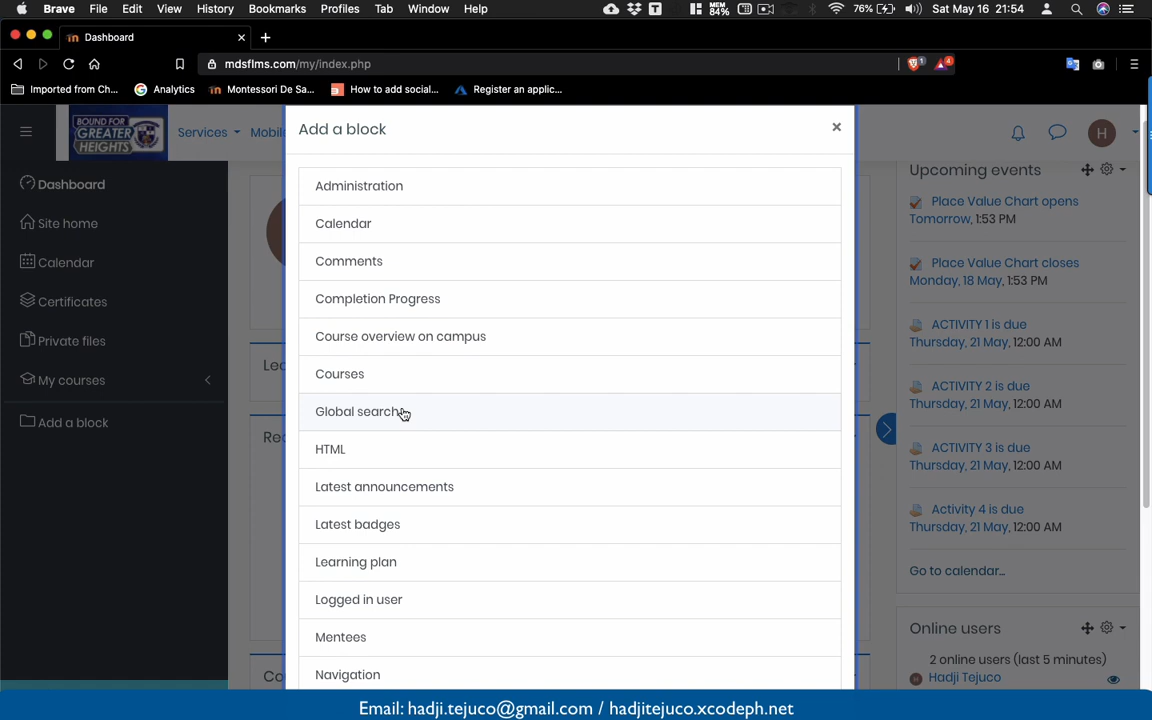 Brave File Edit View History Bookmarks Profiles Tab Window Help
T MEM 84% 76% Sat May 16 21:54
Dashboard
mdsflms.com/my/index.php
1 4
Imported from Ch... Analytics Montessori De Sa... How to add social... Register an applic...
BOUND FOR
GREATER
HEIGHTS
Services Mobil
H
Dashboard
Site home
Calendar
Certificates
Private files
My courses
Add a block
Add a block
×
Administration
Calendar
Comments
Completion Progress
Course overview on campus
Courses
Global search
HTML
Latest announcements
Latest badges
Learning plan
Logged in user
Mentees
Navigation
Lea
Re
Co
Upcoming events
Place Value Chart opens
Tomorrow, 1:53 PM
Place Value Chart closes
Monday, 18 May, 1:53 PM
ACTIVITY 1 is due
Thursday, 21 May, 12:00 AM
ACTIVITY 2 is due
Thursday, 21 May, 12:00 AM
ACTIVITY 3 is due
Thursday, 21 May, 12:00 AM
Activity 4 is due
Thursday, 21 May, 12:00 AM
Go to calendar...
Online users
2 online users (last 5 minutes)
H Hadji Tejuco
Email: hadji.tejuco@gmail.com / hadjitejuco.xcodeph.net